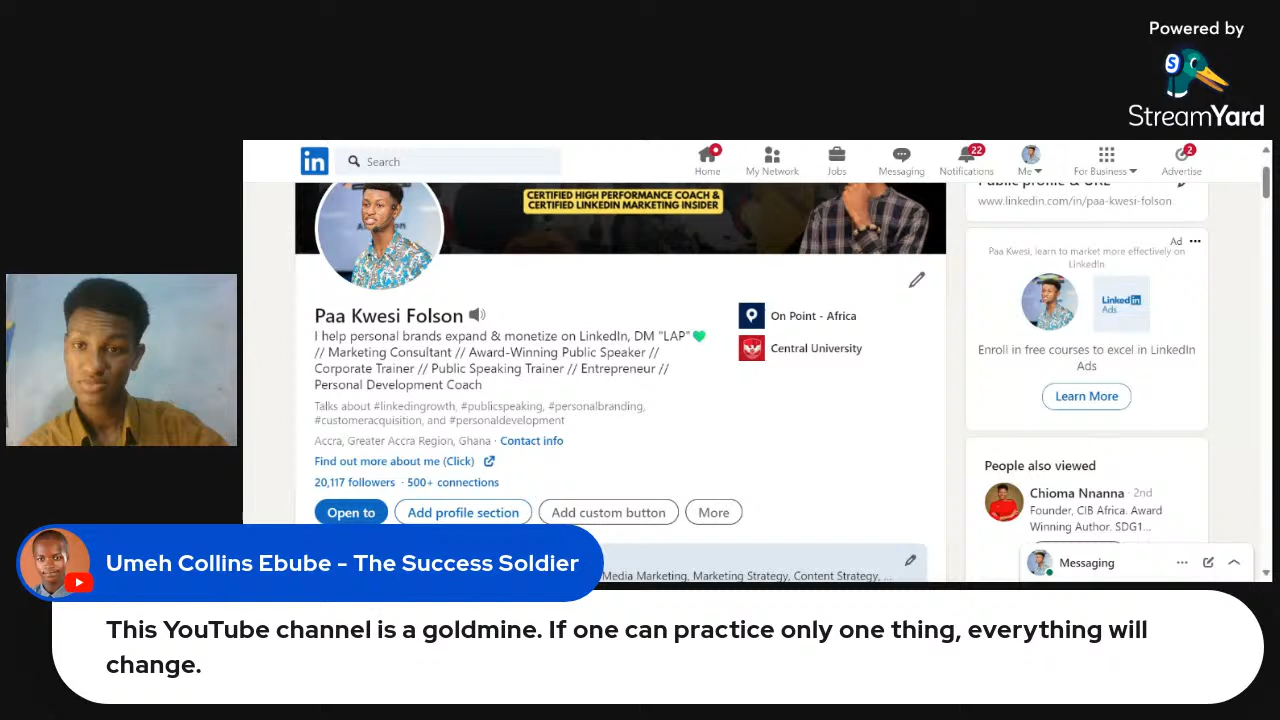 Powered by
S
StreamYard
in
Search
Home
My Network
Jobs
Messaging
22
Notifications
Me
For Business
2
Advertise
CERTIFIED HIGH PERFORMANCE COACH &
CERTIFIED LINKEDIN MARKETING INSIDER
Paa Kwesi Folson
I help personal brands expand & monetize on LinkedIn, DM "LAP"💚
// Marketing Consultant // Award-Winning Public Speaker //
Corporate Trainer // Public Speaking Trainer // Entrepreneur //
Personal Development Coach
Talks about #linkedingrowth, #publicspeaking, #personalbranding,
#customeracquisition, and #personaldevelopment
Accra, Greater Accra Region, Ghana · Contact info
Find out more about me (Click)
20,117 followers · 500+ connections
Open to
Add profile section
Add custom button
More
Media Marketing, Marketing Strategy, Content Strategy, ...
On Point - Africa
Central University
Public profile & URL
www.linkedin.com/in/paa-kwesi-folson
Ad ...
Paa Kwesi, learn to market more effectively on
LinkedIn
Linked in
Ads
Enroll in free courses to excel in LinkedIn
Ads
Learn More
People also viewed
Chioma Nnanna · 2nd
Founder, CIB Africa. Award
Winning Author. SDG1...
Messaging
Umeh Collins Ebube - The Success Soldier
This YouTube channel is a goldmine. If one can practice only one thing, everything will
change.